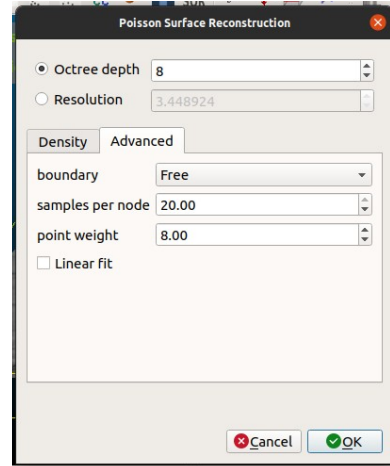 Poisson Surface Reconstruction
Octree depth 8
Resolution 3.448924
Density Advanced
boundary Free
samples per node 20.00
point weight 8.00
Linear fit
Cancel OK